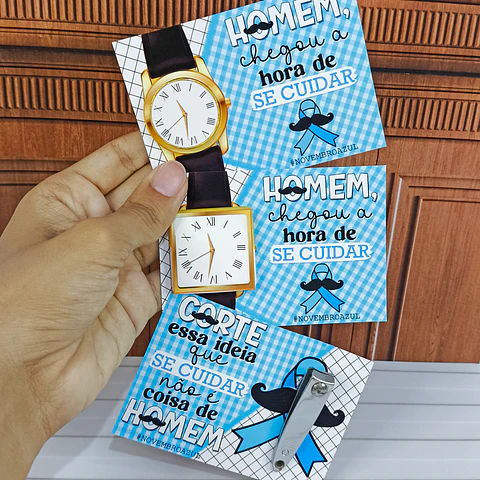 HOMEM,
chegou a
hora de
SE CUIDAR
#NOVEMBROAZUL
HOMEM,
chegou a
hora de
SE CUIDAR
#NOVEMBROAZUL
CORTE
essa ideia
que
SE CUIDAR
não é
coisa de
HOMEM
#NOVEMBROAZUL